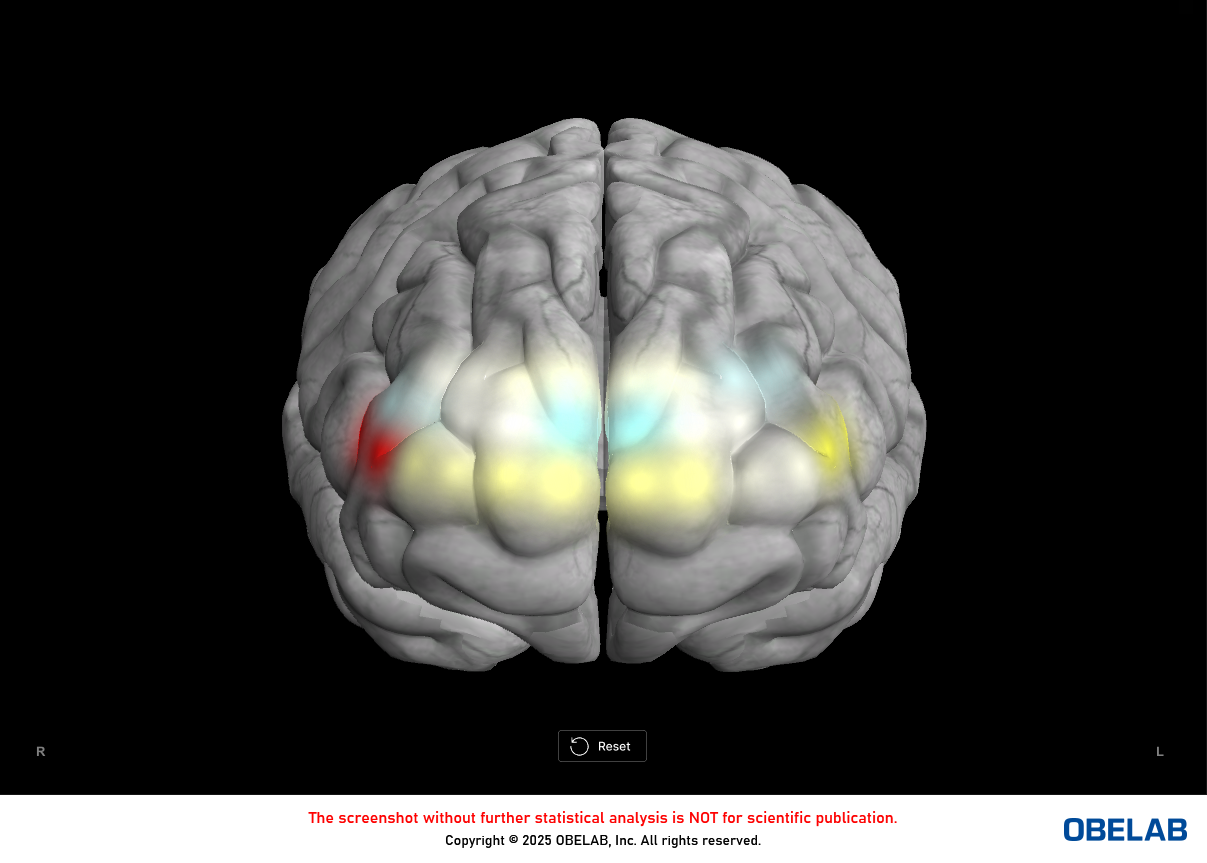 R
Reset
L
The screenshot without further statistical analysis is NOT for scientific publication.
Copyright © 2025 OBELAB, Inc. All rights reserved.
OBELAB